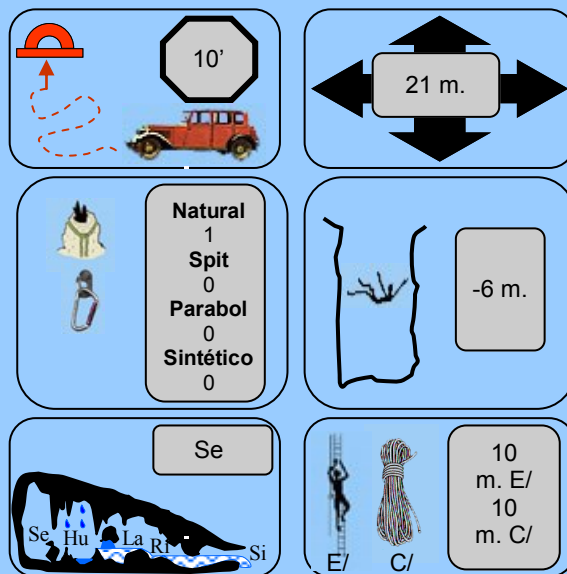 10’
21 m.
Natural
1
Spit
0
Parabol
0
Sintético
0
-6 m.
Se
Se Hu La Ri Si
10
m. E/
10
m. C/
E/ C/